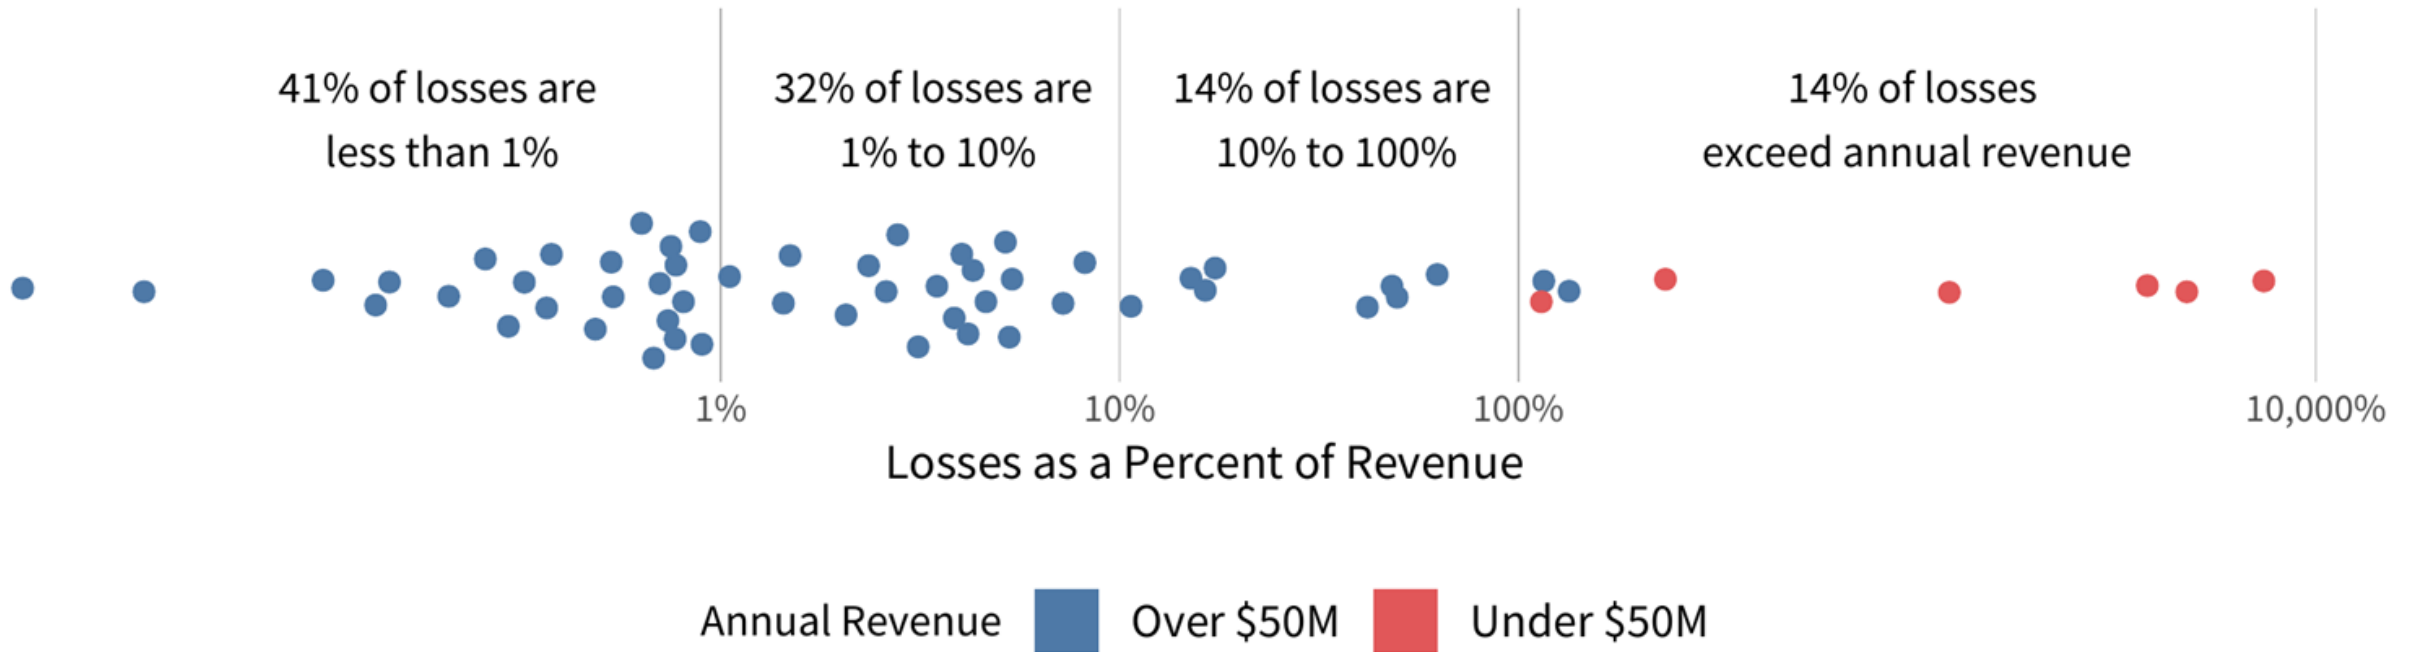 41% of losses are
less than 1%
32% of losses are
1% to 10%
14% of losses are
10% to 100%
14% of losses
exceed annual revenue
1%
10%
100%
10,000%
Losses as a Percent of Revenue
Annual Revenue
Over $50M
Under $50M